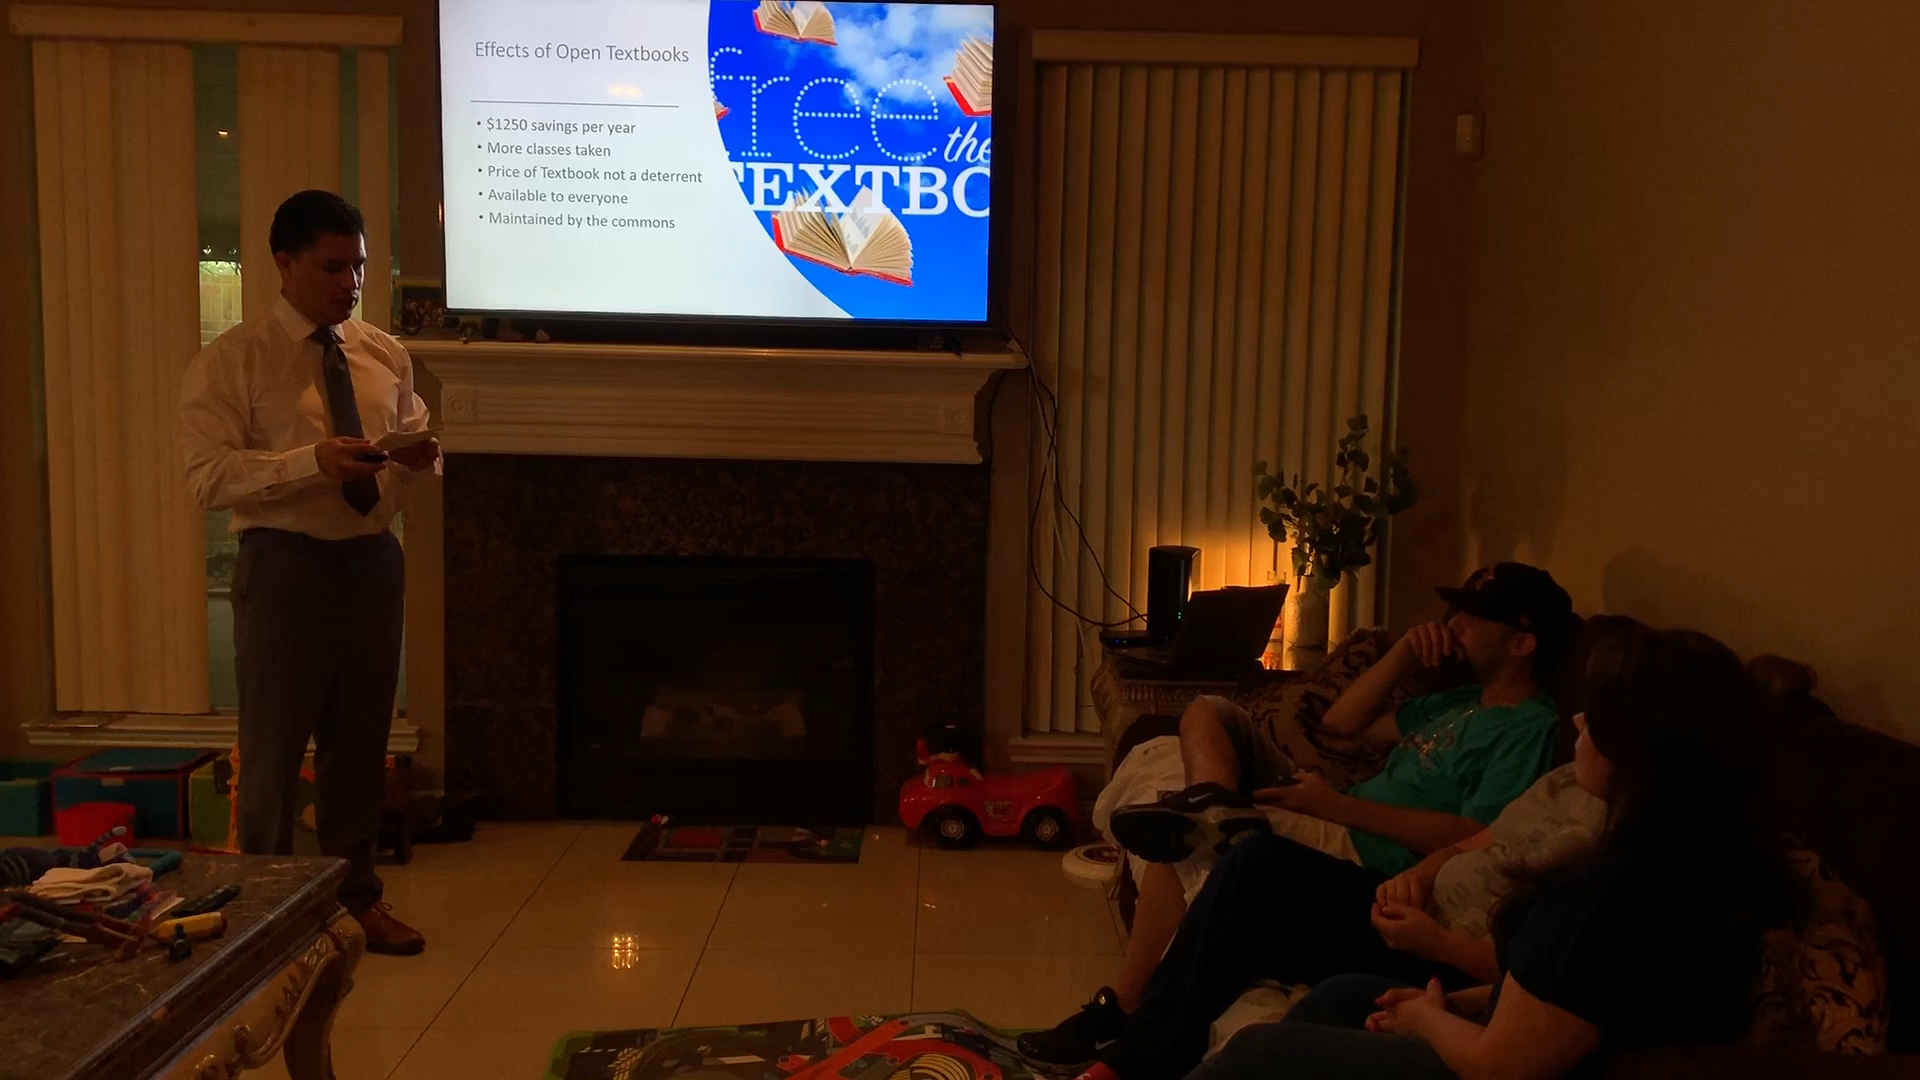 Effects of Open Textbooks
• $1250 savings per year
• More classes taken
• Price of Textbook not a deterrent
• Available to everyone
• Maintained by the commons
free
the
TEXTBO